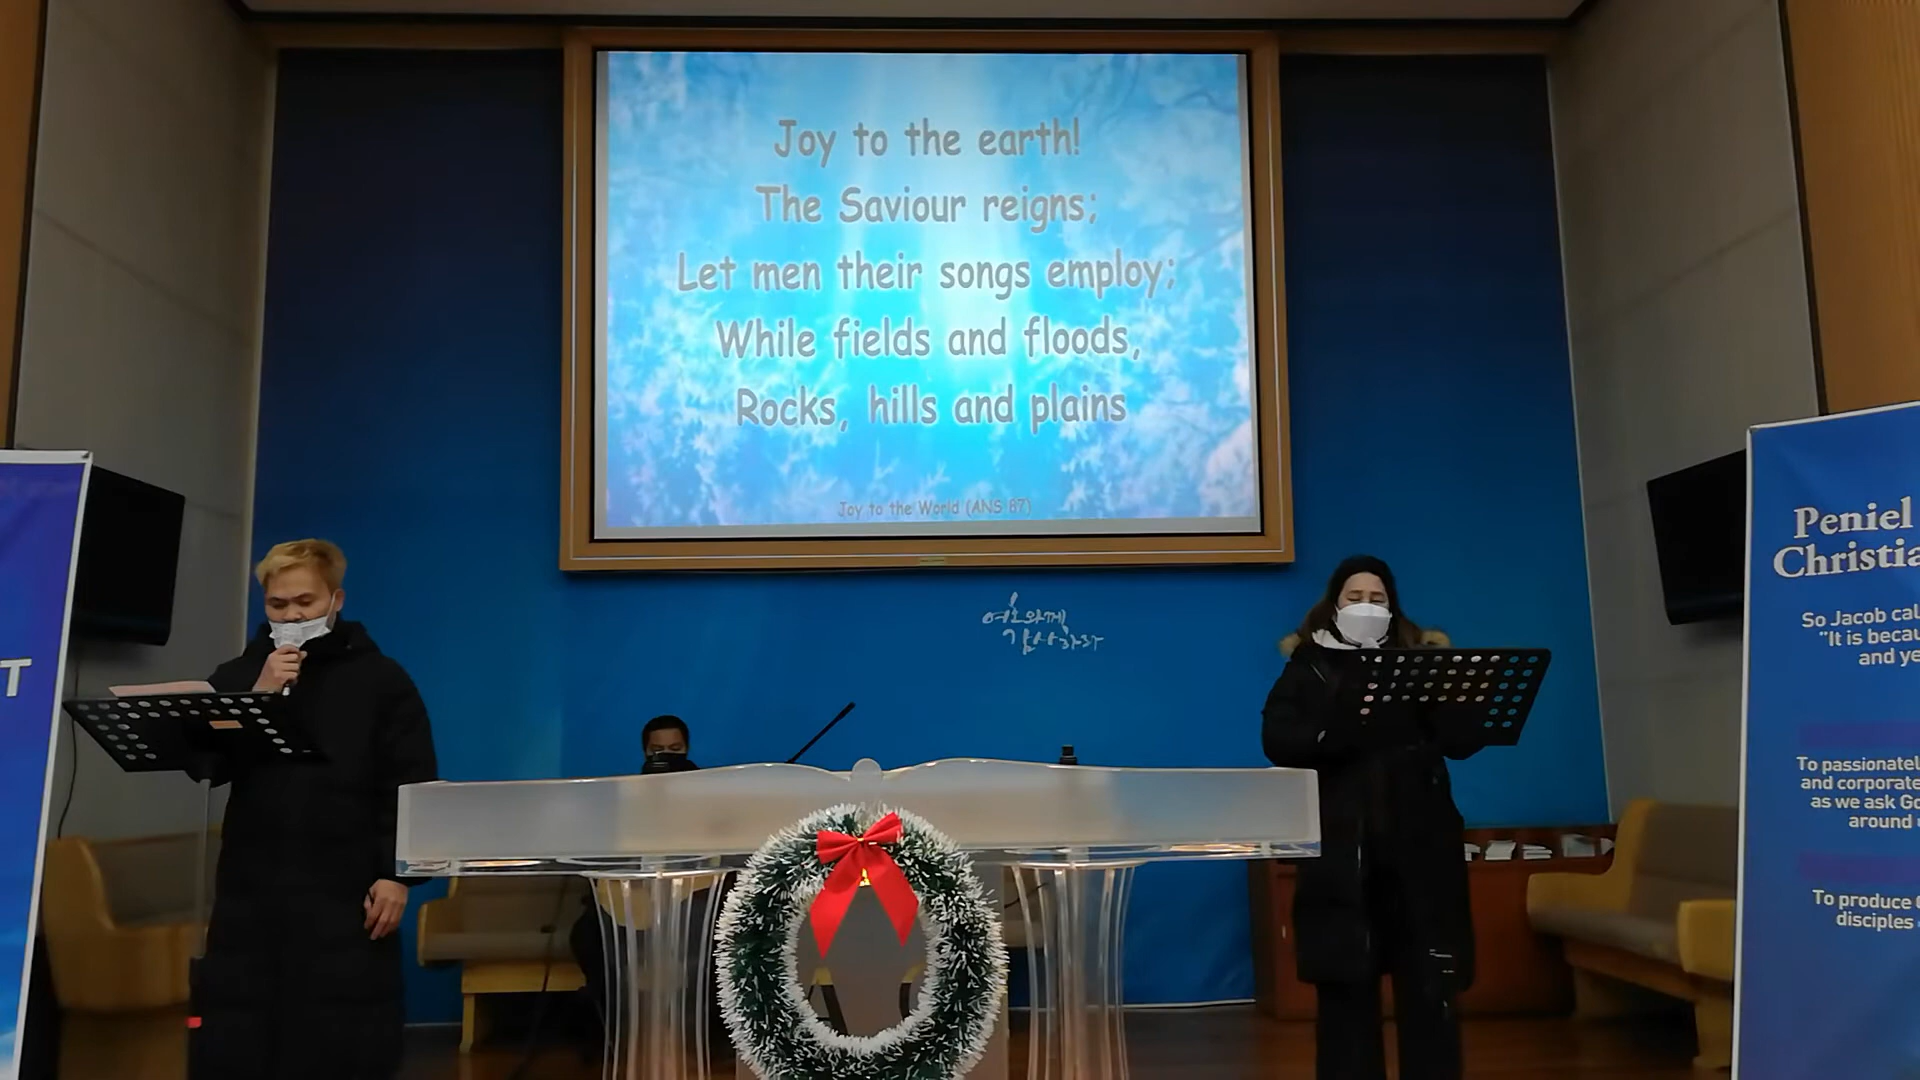 Joy to the earth!
The Saviour reigns;
Let men their songs employ;
While fields and floods,
Rocks, hills and plains
Joy to the World (ANS 87)
여호와께
감사하라
T
Peniel
Christia
So Jacob cal
"It is becau
and ye
To passionatel
and corporate
as we ask Go
around
To produce
disciples